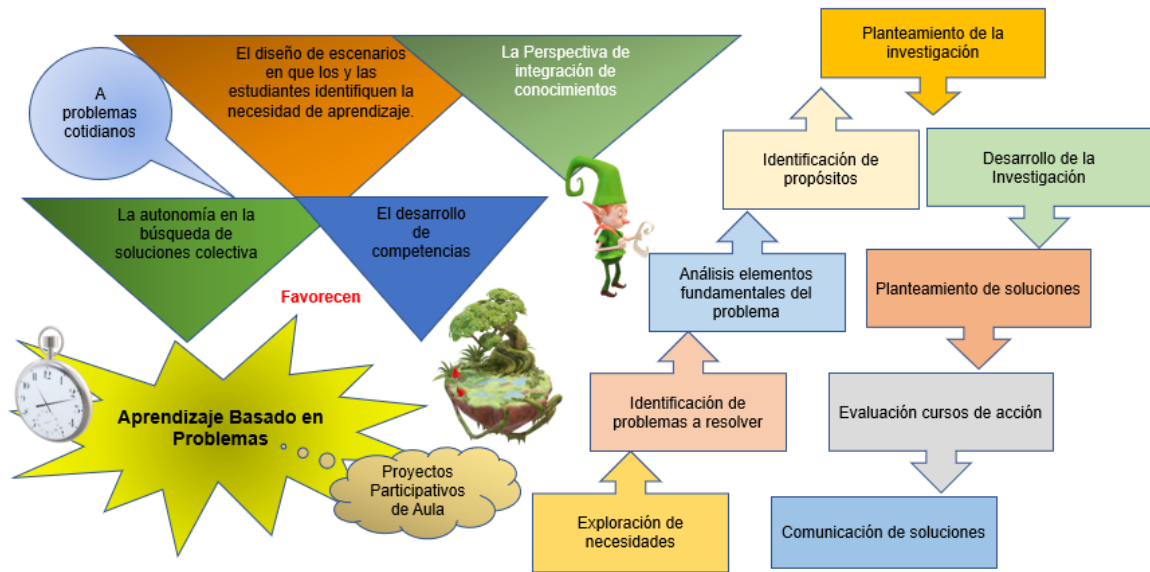 A
problemas
cotidianos
El diseño de escenarios
en que los y las
estudiantes identifiquen la
necesidad de aprendizaje.
La Perspectiva de
integración de
conocimientos
La autonomía en la
búsqueda de
soluciones colectiva
El desarrollo
de
competencias
Favorecen
Aprendizaje Basado en
Problemas
Proyectos
Participativos
de Aula
Exploración de
necesidades
Identificación de
problemas a resolver
Análisis elementos
fundamentales del
problema
Identificación de
propósitos
Planteamiento de la
investigación
Desarrollo de la
Investigación
Planteamiento de soluciones
Evaluación cursos de acción
Comunicación de soluciones